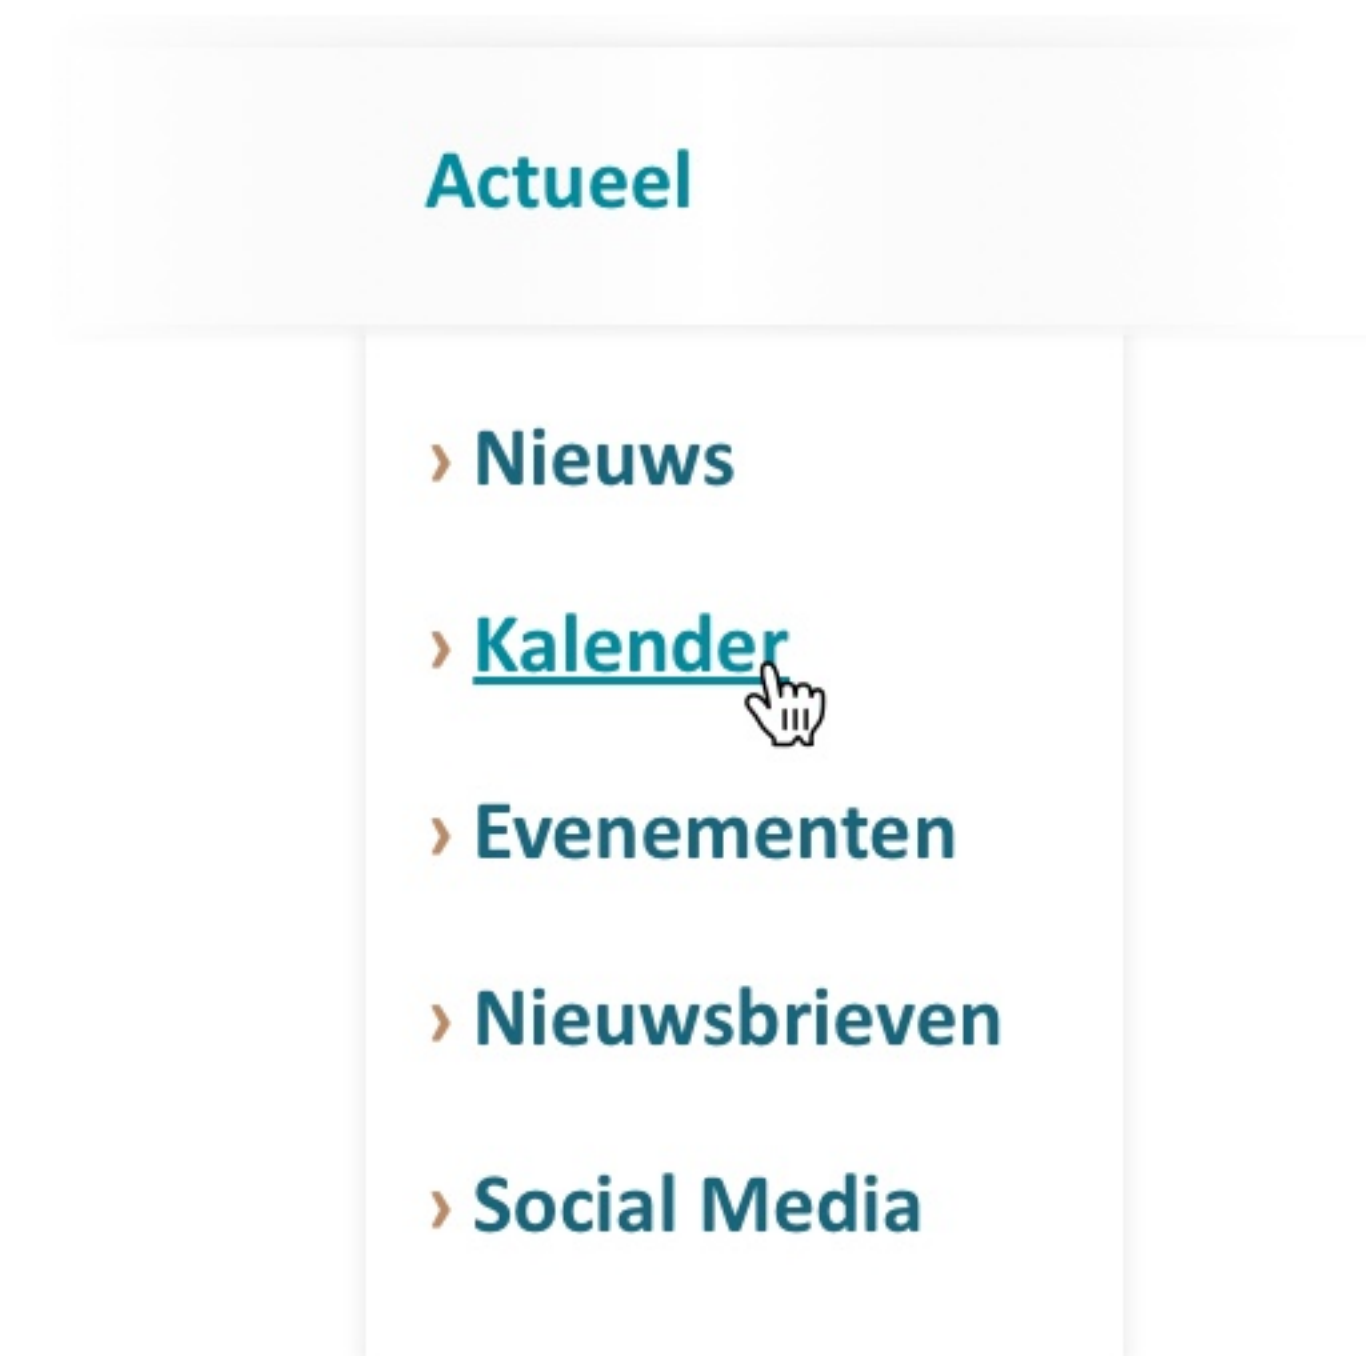 Actueel
› Nieuws
› Kalender
› Evenementen
› Nieuwsbrieven
› Social Media